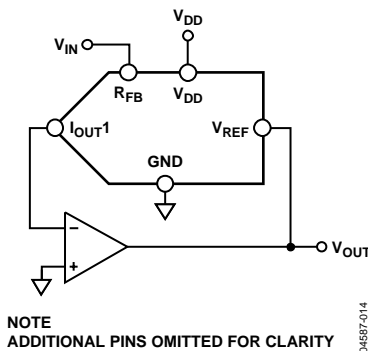 VDD
VIN
RFB
VDD
IOUT1
VREF
GND
−
+
VOUT
NOTE
ADDITIONAL PINS OMITTED FOR CLARITY
04587-014